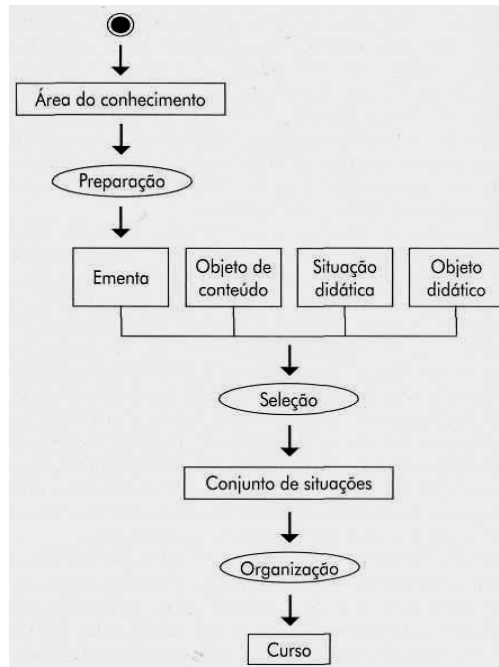 Área do conhecimento
Preparação
Ementa
Objeto de
conteúdo
Situação
didática
Objeto
didático
Seleção
Conjunto de situações
Organização
Curso